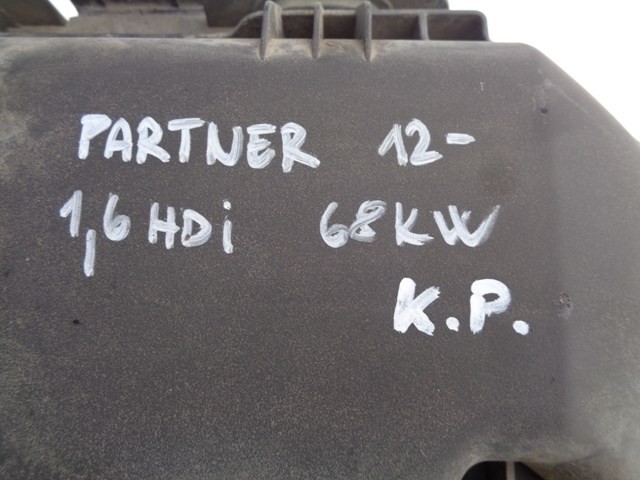 PARTNER 12-
1,6 HDi 68KW
K.P.